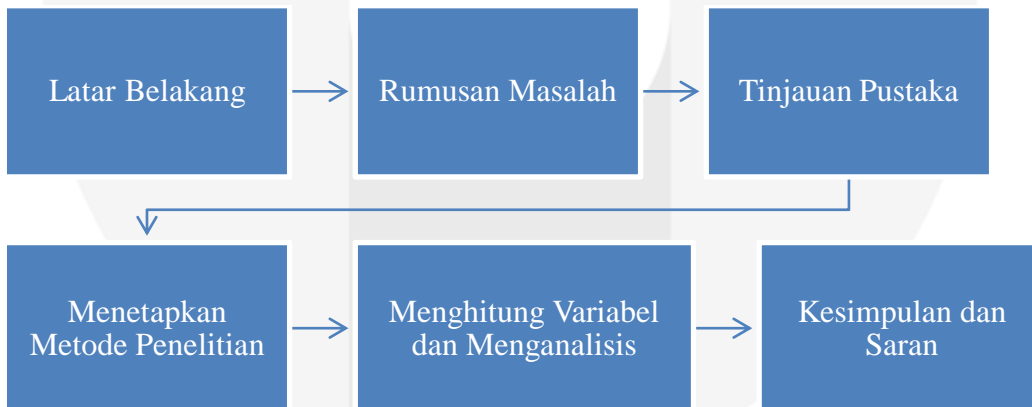 Latar Belakang
Rumusan Masalah
Tinjauan Pustaka
Menetapkan
Metode Penelitian
Menghitung Variabel
dan Menganalisis
Kesimpulan dan
Saran